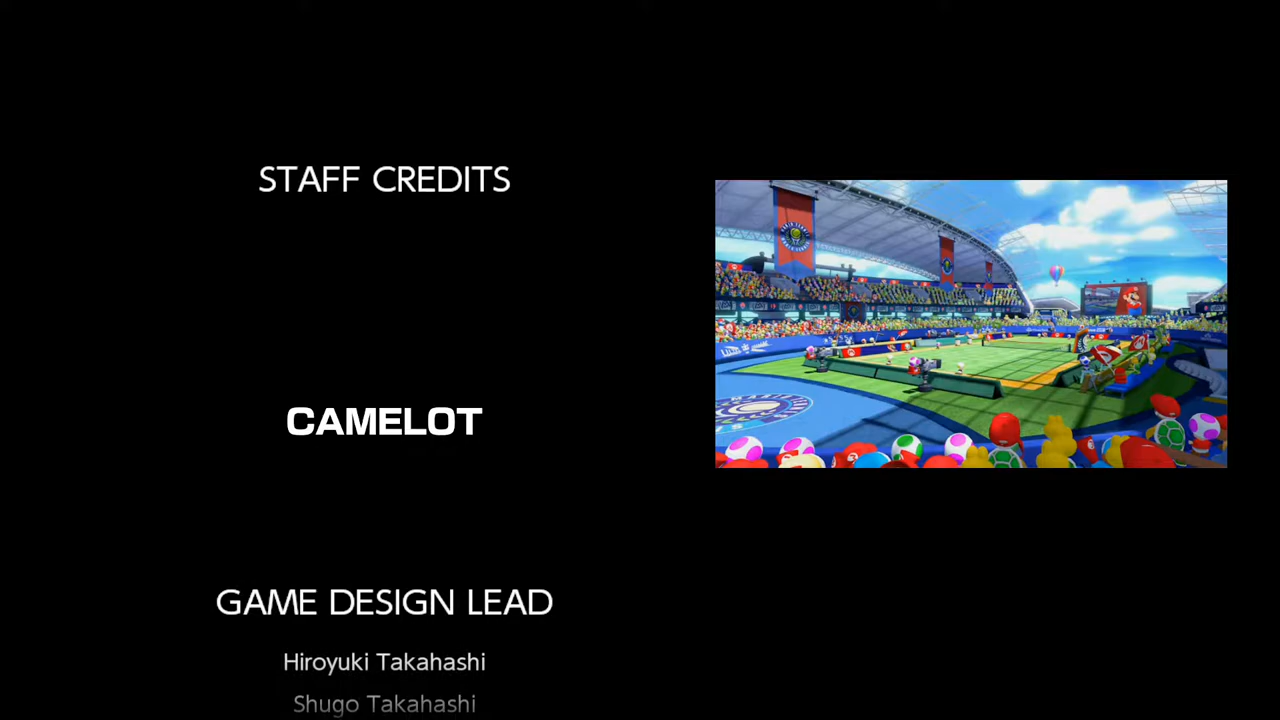 STAFF CREDITS
CAMELOT
GAME DESIGN LEAD
Hiroyuki Takahashi
Shugo Takahashi